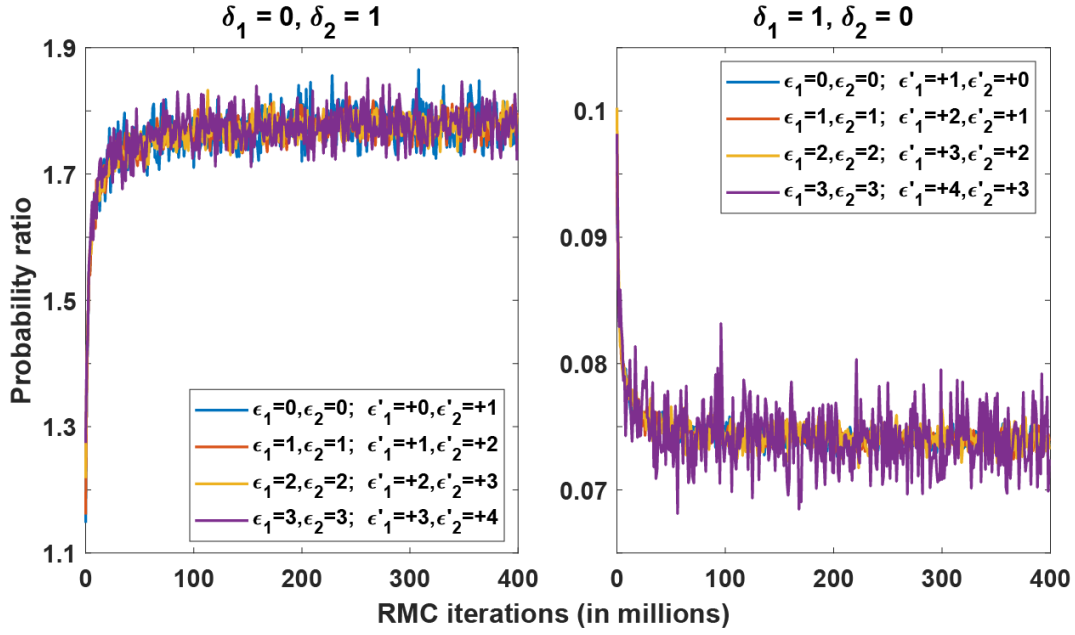 δ1 = 0, δ2 = 1
δ1 = 1, δ2 = 0
Probability ratio
1.9
1.7
1.5
1.3
1.1
0
100
200
300
400
ϵ1=0,ϵ2=0; ϵ'1=+0,ϵ'2=+1
ϵ1=1,ϵ2=1; ϵ'1=+1,ϵ'2=+2
ϵ1=2,ϵ2=2; ϵ'1=+2,ϵ'2=+3
ϵ1=3,ϵ2=3; ϵ'1=+3,ϵ'2=+4
0.1
0.09
0.08
0.07
0
100
200
300
400
ϵ1=0,ϵ2=0; ϵ'1=+1,ϵ'2=+0
ϵ1=1,ϵ2=1; ϵ'1=+2,ϵ'2=+1
ϵ1=2,ϵ2=2; ϵ'1=+3,ϵ'2=+2
ϵ1=3,ϵ2=3; ϵ'1=+4,ϵ'2=+3
RMC iterations (in millions)